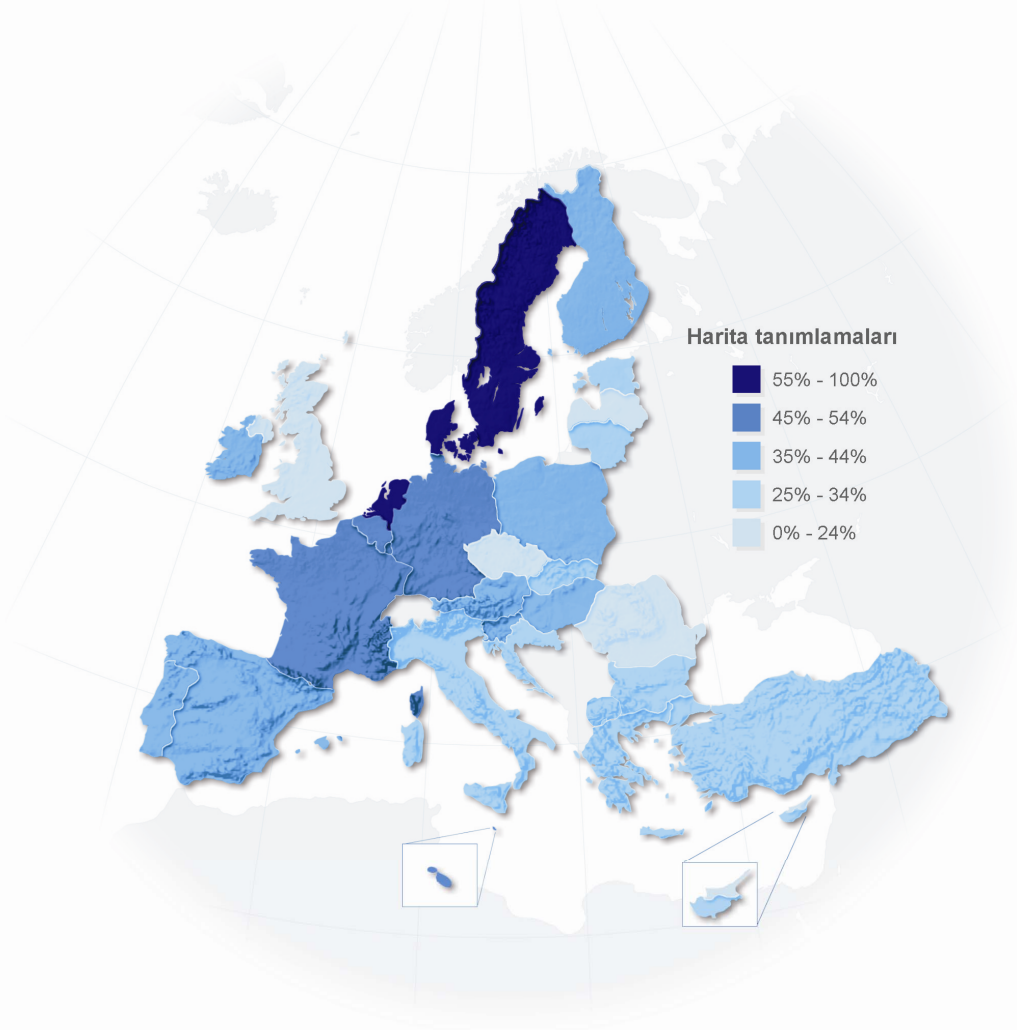 Harita tanımlamaları
55% - 100%
45% - 54%
35% - 44%
25% - 34%
0% - 24%